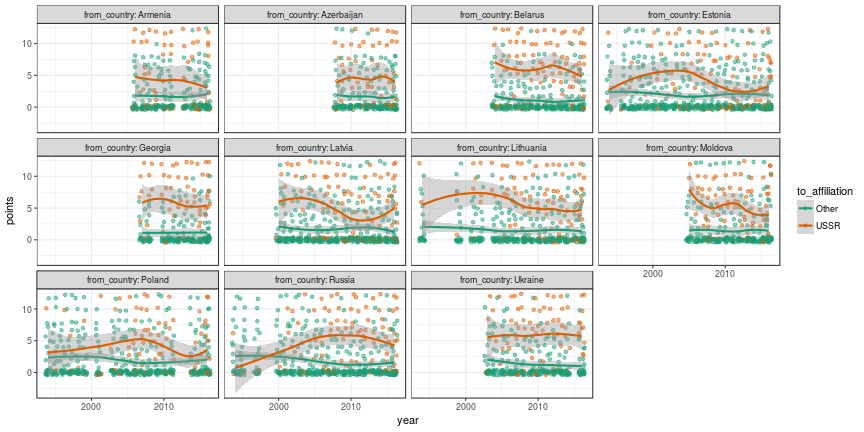 from_country: Armenia
from_country: Azerbaijan
from_country: Belarus
from_country: Estonia
10
5
0
from_country: Georgia
from_country: Latvia
from_country: Lithuania
from_country: Moldova
10
5
0
points
to_affiliation
Other
USSR
2000 2010
from_country: Poland
from_country: Russia
from_country: Ukraine
10
5
0
2000 2010
2000 2010
2000 2010
year